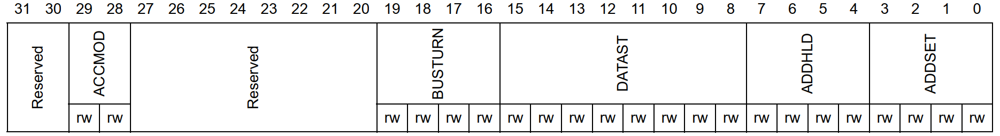 31 30 29 28 27 26 25 24 23 22 21 20 19 18 17 16 15 14 13 12 11 10 9 8 7 6 5 4 3 2 1 0
Reserved ACCMOD Reserved BUSTURN DATAST ADDHLD ADDSET
rw rw rw rw rw rw rw rw rw rw rw rw rw rw rw rw rw rw rw rw rw rw